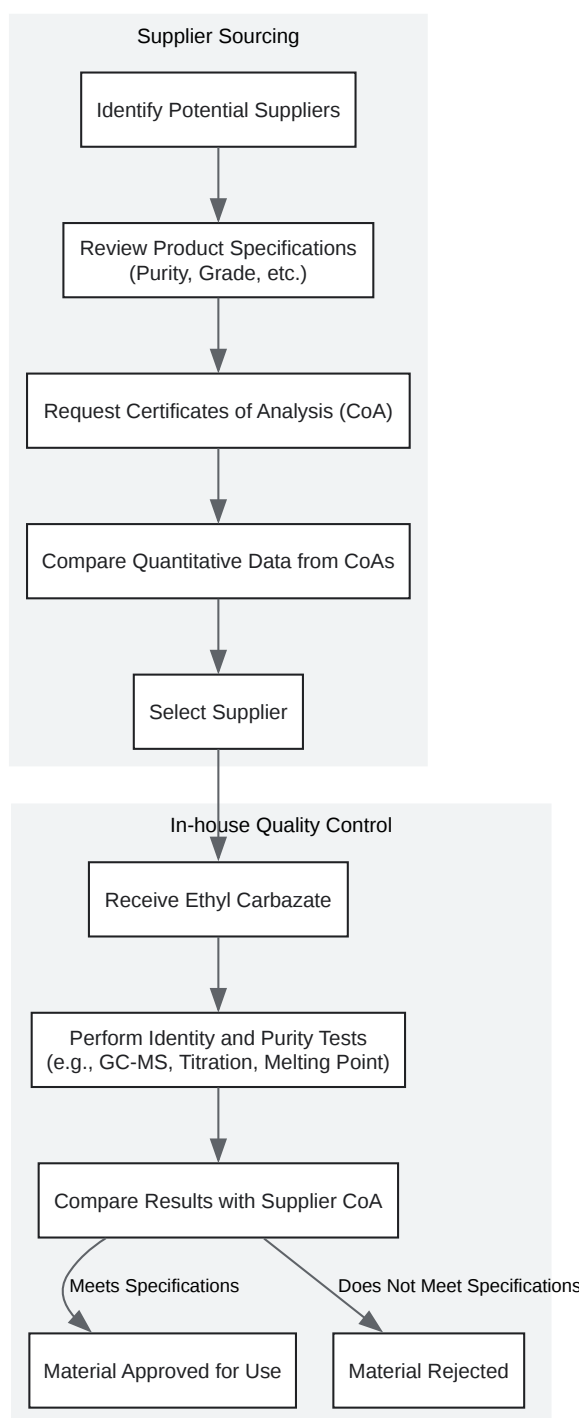 Supplier Sourcing
Identify Potential Suppliers
Review Product Specifications
(Purity, Grade, etc.)
Request Certificates of Analysis (CoA)
Compare Quantitative Data from CoAs
Select Supplier
In-house Quality Control
Receive Ethyl Carbazate
Perform Identity and Purity Tests
(e.g., GC-MS, Titration, Melting Point)
Compare Results with Supplier CoA
Meets Specifications
Does Not Meet Specifications
Material Approved for Use
Material Rejected